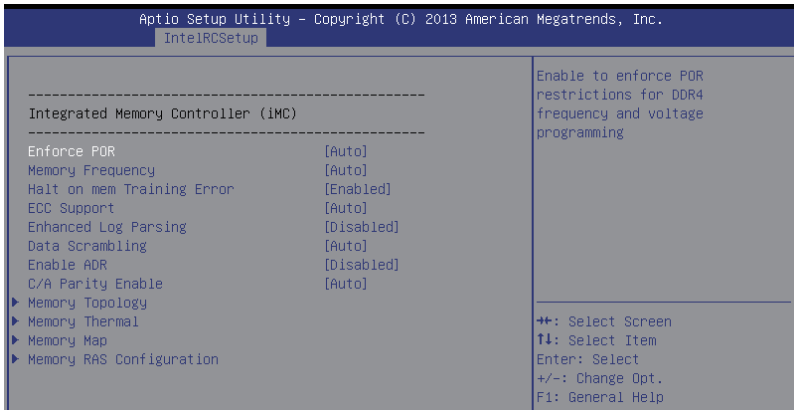 Aptio Setup Utility – Copyright (C) 2013 American Megatrends, Inc.
IntelRCSetup
------------------------------------------------
Integrated Memory Controller (iMC)
------------------------------------------------
Enforce POR [Auto]
Memory Frequency [Auto]
Halt on mem Training Error [Enabled]
ECC Support [Auto]
Enhanced Log Parsing [Disabled]
Data Scrambling [Auto]
Enable ADR [Disabled]
C/A Parity Enable [Auto]
Memory Topology
Memory Thermal
Memory Map
Memory RAS Configuration
Enable to enforce POR
restrictions for DDR4
frequency and voltage
programming
→←: Select Screen
↑↓: Select Item
Enter: Select
+/-: Change Opt.
F1: General Help